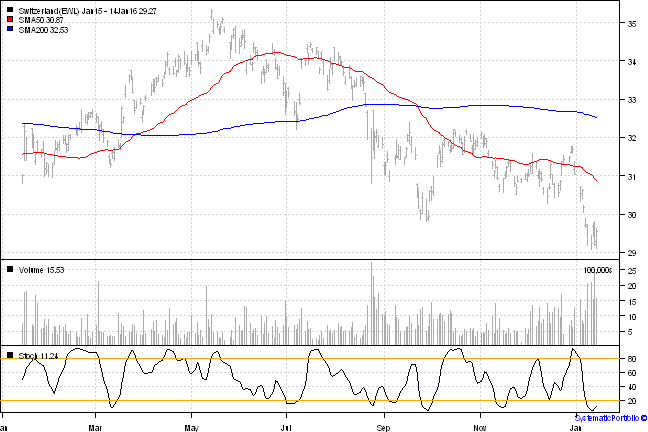 Switzerland(EWL) Jan15 - 14Jan16 29.27
SMA50 30.87
SMA200 32.53
35
34
33
32
31
30
29
Volume 15.53
100,000s
25
20
15
10
5
Stoch 11.24
80
60
40
20
an Mar May Jul Sep Nov Jan
SystematicPortfolio ©